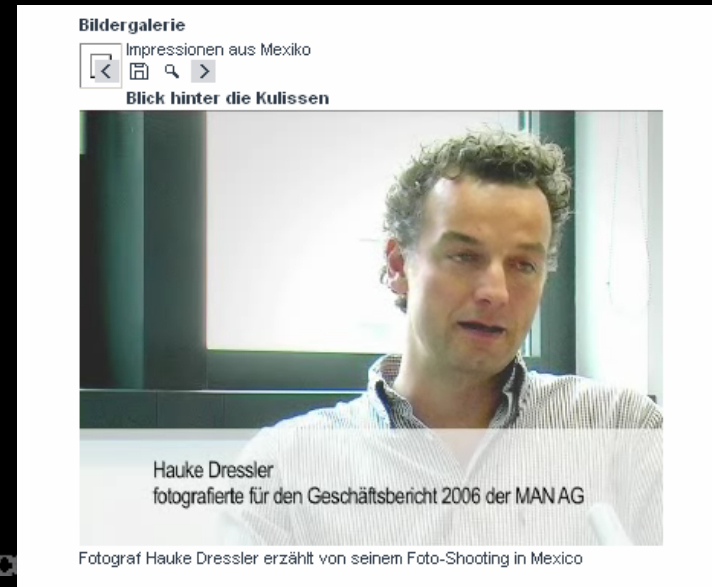 Bildergalerie
Impressionen aus Mexiko
Blick hinter die Kulissen
Hauke Dressler
fotografierte für den Geschäftsbericht 2006 der MAN AG
Fotograf Hauke Dressler erzählt von seinem Foto-Shooting in Mexico